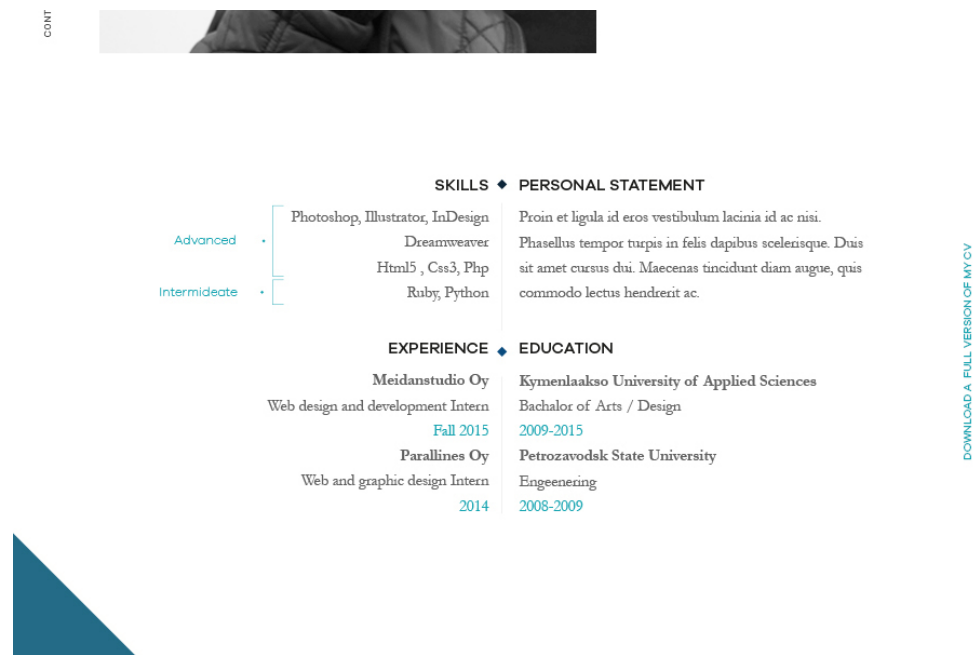 CONT
SKILLS
Photoshop, Illustrator, InDesign
Dreamweaver
Html5 , Css3, Php
Ruby, Python
Advanced
Intermideate
PERSONAL STATEMENT
Proin et ligula id eros vestibulum lacinia id ac nisi.
Phasellus tempor turpis in felis dapibus scelerisque. Duis
sit amet cursus dui. Maecenas tincidunt diam augue, quis
commodo lectus hendrerit ac.
EXPERIENCE
Meidanstudio Oy
Web design and development Intern
Fall 2015
Parallines Oy
Web and graphic design Intern
2014
EDUCATION
Kymenlaakso University of Applied Sciences
Bachalor of Arts / Design
2009-2015
Petrozavodsk State University
Engeenering
2008-2009
DOWNLOAD A FULL VERSION OF MY CV